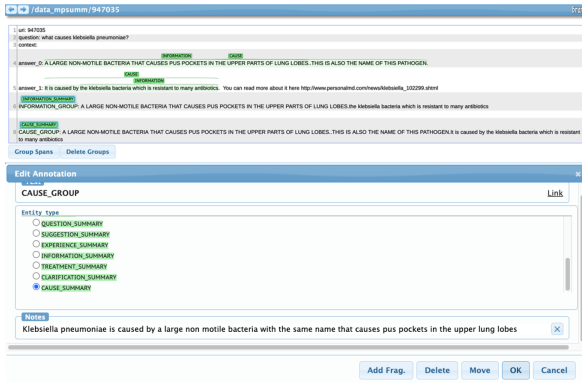 /data_mpsumm/947035
1 uri: 947035
2 question: what causes klebsiella pneumoniae?
3 context:
INFORMATION CAUSE
4 answer_0: A LARGE NON-MOTILE BACTERIA THAT CAUSES PUS POCKETS IN THE UPPER PARTS OF LUNG LOBES..THIS IS ALSO THE NAME OF THIS PATHOGEN.
CAUSE
INFORMATION
5 answer_1: It is caused by the klebsiella bacteria which is resistant to many antibiotics. You can read more about it here http://www.personalmd.com/news/klebsiella_102299.shtml
INFORMATION_SUMMARY
INFORMATION_GROUP: A LARGE NON-MOTILE BACTERIA THAT CAUSES PUS POCKETS IN THE UPPER PARTS OF LUNG LOBES.the klebsiella bacteria which is resistant to many antibiotics
CAUSE_SUMMARY
CAUSE_GROUP: A LARGE NON-MOTILE BACTERIA THAT CAUSES PUS POCKETS IN THE UPPER PARTS OF LUNG LOBES..THIS IS ALSO THE NAME OF THIS PATHOGEN.It is caused by the klebsiella bacteria which is resistant
to many antibiotics
Group Spans Delete Groups
Edit Annotation
CAUSE_GROUP Link
Entity type
QUESTION_SUMMARY
SUGGESTION_SUMMARY
EXPERIENCE_SUMMARY
INFORMATION_SUMMARY
TREATMENT_SUMMARY
CLARIFICATION_SUMMARY
CAUSE_SUMMARY
Notes
Klebsiella pneumoniae is caused by a large non motile bacteria with the same name that causes pus pockets in the upper lung lobes
Add Frag. Delete Move OK Cancel